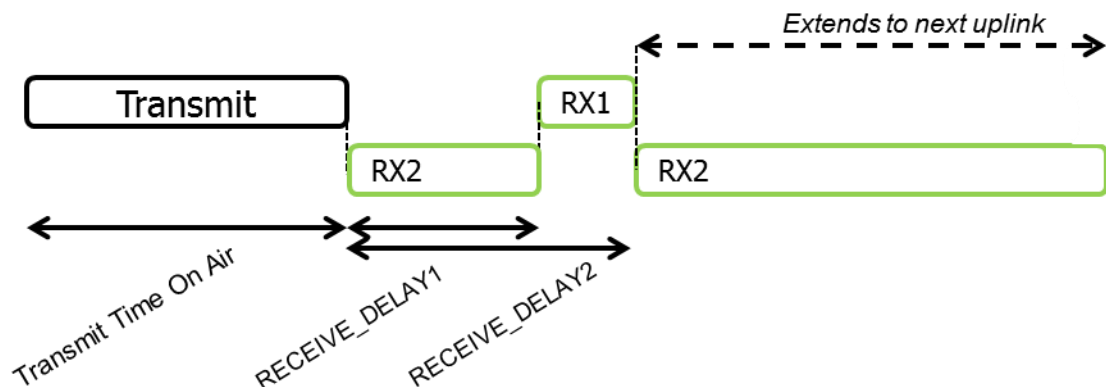 Extends to next uplink
Transmit
RX1
RX2
RX2
Transmit Time On Air
RECEIVE_DELAY1
RECEIVE_DELAY2